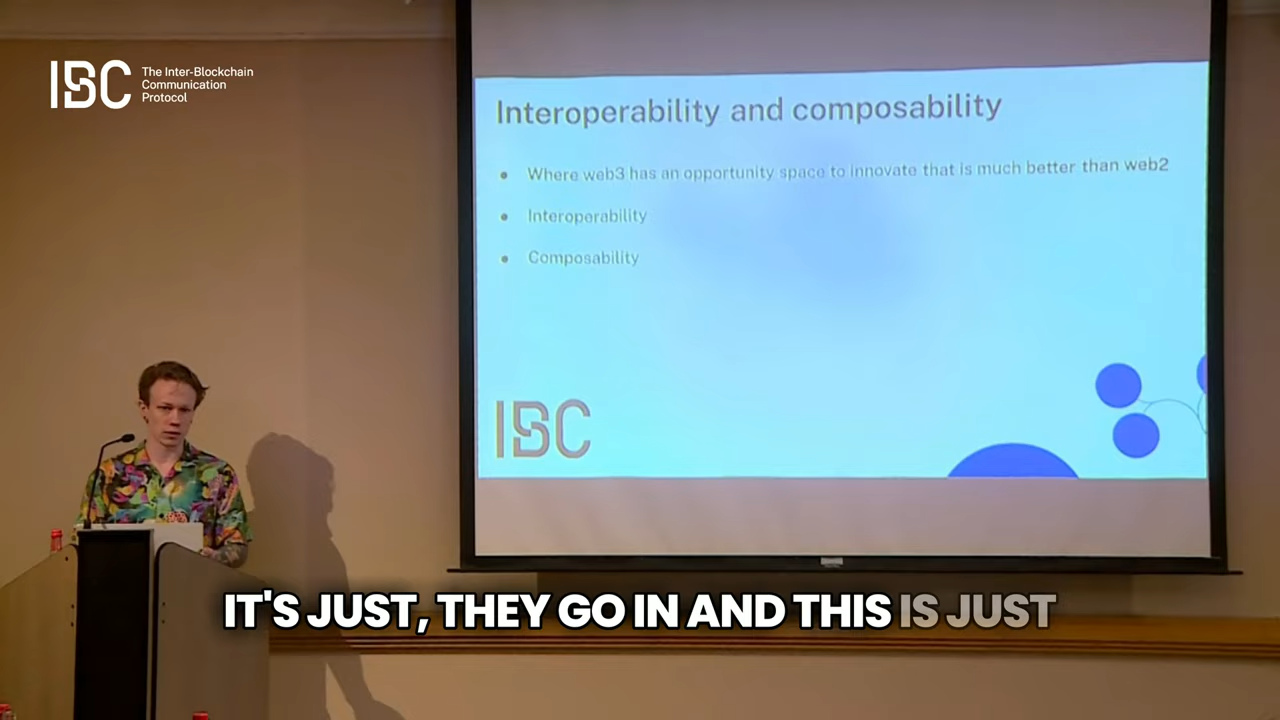 IBC
The Inter-Blockchain
Communication
Protocol
Interoperability and composability
• Where web3 has an opportunity space to innovate that is much better than web2
• Interoperability
• Composability
IBC
IT'S JUST, THEY GO IN AND THIS IS JUST